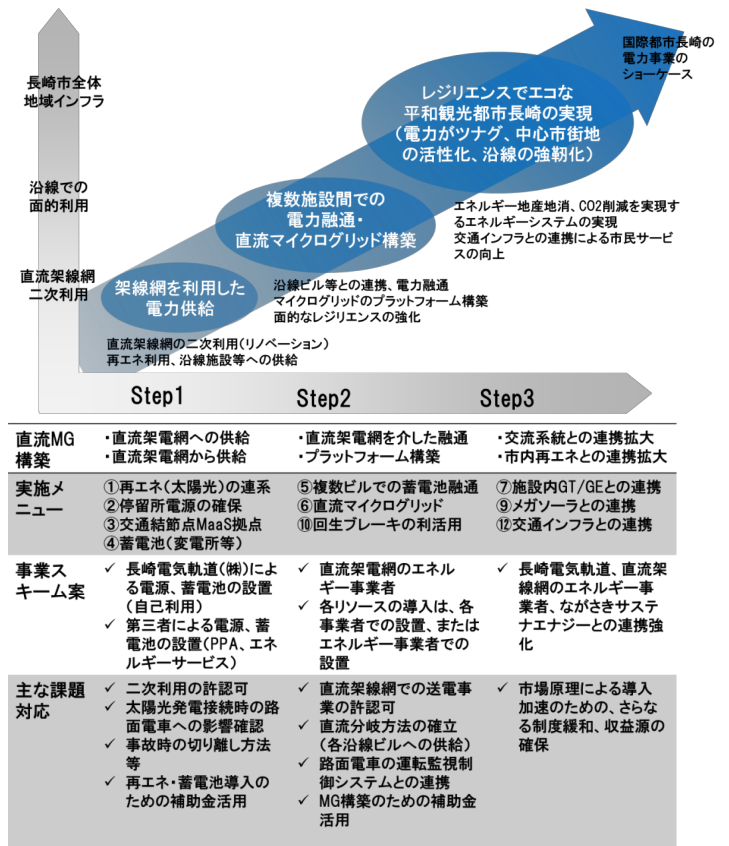 国際都市長崎の
電力事業の
ショーケース
長崎市全体
地域インフラ
レジリエンスでエコな
平和観光都市長崎の実現
(電力がツナグ、中心市街地
の活性化、沿線の強靭化)
沿線での
面的利用
複数施設間での
電力融通・
直流マイクログリッド構築
エネルギー地産地消、CO2削減を実現す
るエネルギーシステムの実現
交通インフラとの連携による市民サービ
スの向上
直流架線網
二次利用
架線網を利用した
電力供給
沿線ビル等との連携、電力融通
マイクログリッドのプラットフォーム構築
面的なレジリエンスの強化
直流架線網の二次利用(リノベーション)
再エネ利用、沿線施設等への供給
Step1
Step2
Step3
直流MG
構築
・直流架電網への供給
・直流架電網から供給
・直流架電網を介した融通
・プラットフォーム構築
・交流系統との連携拡大
・市内再エネとの連携拡大
実施メ
ニュー
①再エネ(太陽光)の連系
②停留所電源の確保
③交通結節点MaaS拠点
④蓄電池(変電所等)
⑤複数ビルでの蓄電池融通
⑥直流マイクログリッド
⑩回生ブレーキの利活用
⑦施設内GT/GEとの連携
⑨メガソーラとの連携
⑫交通インフラとの連携
事業ス
キーム案
✓ 長崎電気軌道(株)によ
る電源、蓄電池の設置
(自己利用)
✓ 第三者による電源、蓄
電池の設置(PPA、エネ
ルギーサービス)
✓ 直流架電網のエネル
ギー事業者
✓ 各リソースの導入は、各
事業者での設置、または
エネルギー事業者での
設置
✓ 長崎電気軌道、直流架
線網のエネルギー事
業者、ながさきサステ
ナエナジーとの連携強
化
主な課題
対応
✓ 二次利用の許認可
✓ 太陽光発電接続時の路
面電車への影響確認
✓ 事故時の切り離し方法
等
✓ 再エネ・蓄電池導入の
ための補助金活用
✓ 直流架線網での送電事
業の許認可
✓ 直流分岐方法の確立
(各沿線ビルへの供給)
✓ 路面電車の運転監視制
御システムとの連携
✓ MG構築のための補助金
活用
✓ 市場原理による導入
加速のための、さらな
る制度緩和、収益源の
確保